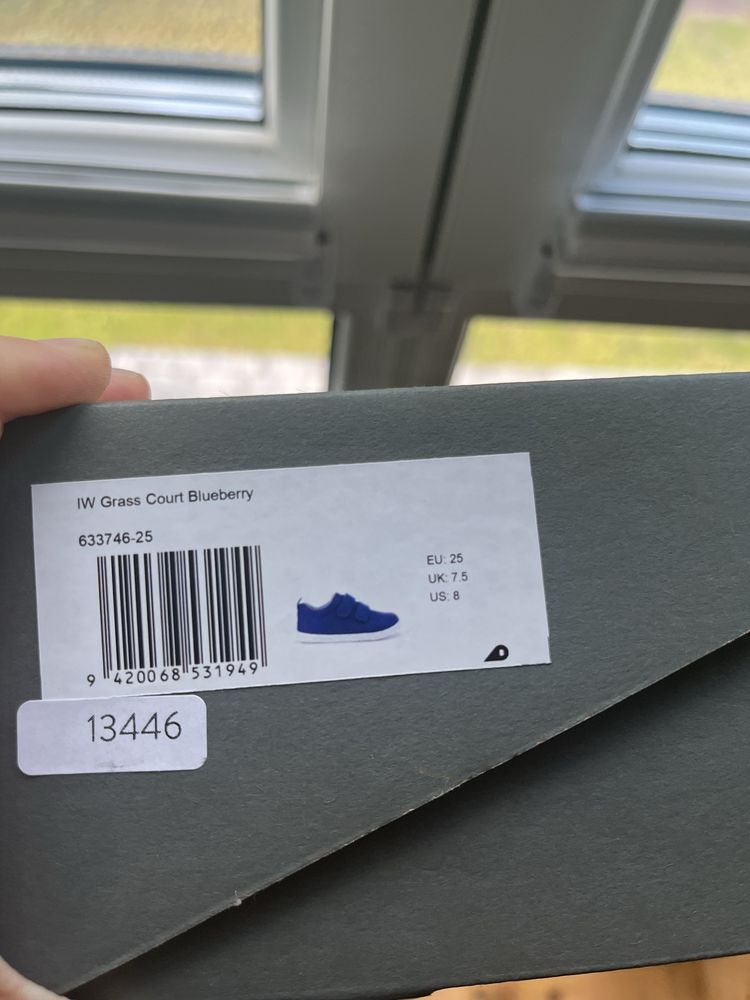 IW Grass Court Blueberry
633746-25
9 420068 531949
EU: 25
UK: 7.5
US: 8
13446